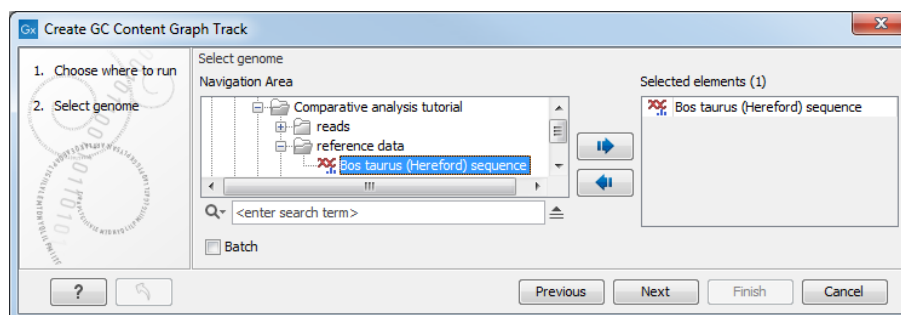 Gx Create GC Content Graph Track
1. Choose where to run
2. Select genome
Select genome
Navigation Area
Comparative analysis tutorial
reads
reference data
Bos taurus (Hereford) sequence
<enter search term>
Batch
Selected elements (1)
Bos taurus (Hereford) sequence
?
Previous
Next
Finish
Cancel